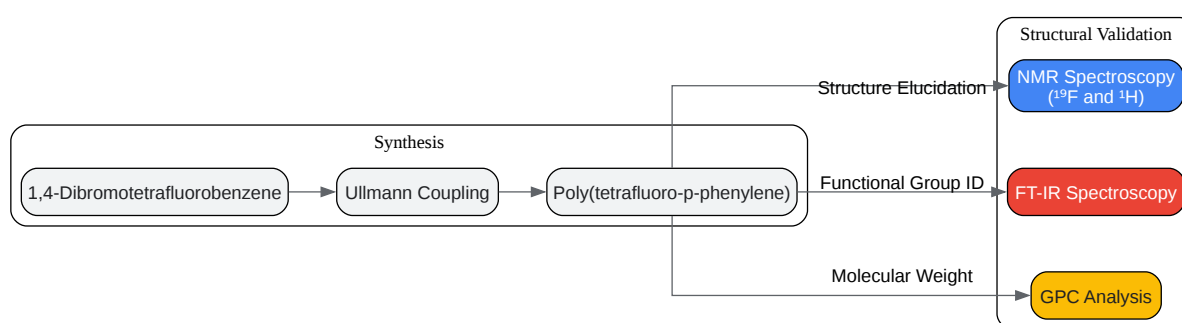 Structural Validation
NMR Spectroscopy
(¹⁹F and ¹H)
Structure Elucidation
Synthesis
1,4-Dibromotetrafluorobenzene
Ullmann Coupling
Poly(tetrafluoro-p-phenylene)
Functional Group ID
FT-IR Spectroscopy
Molecular Weight
GPC Analysis